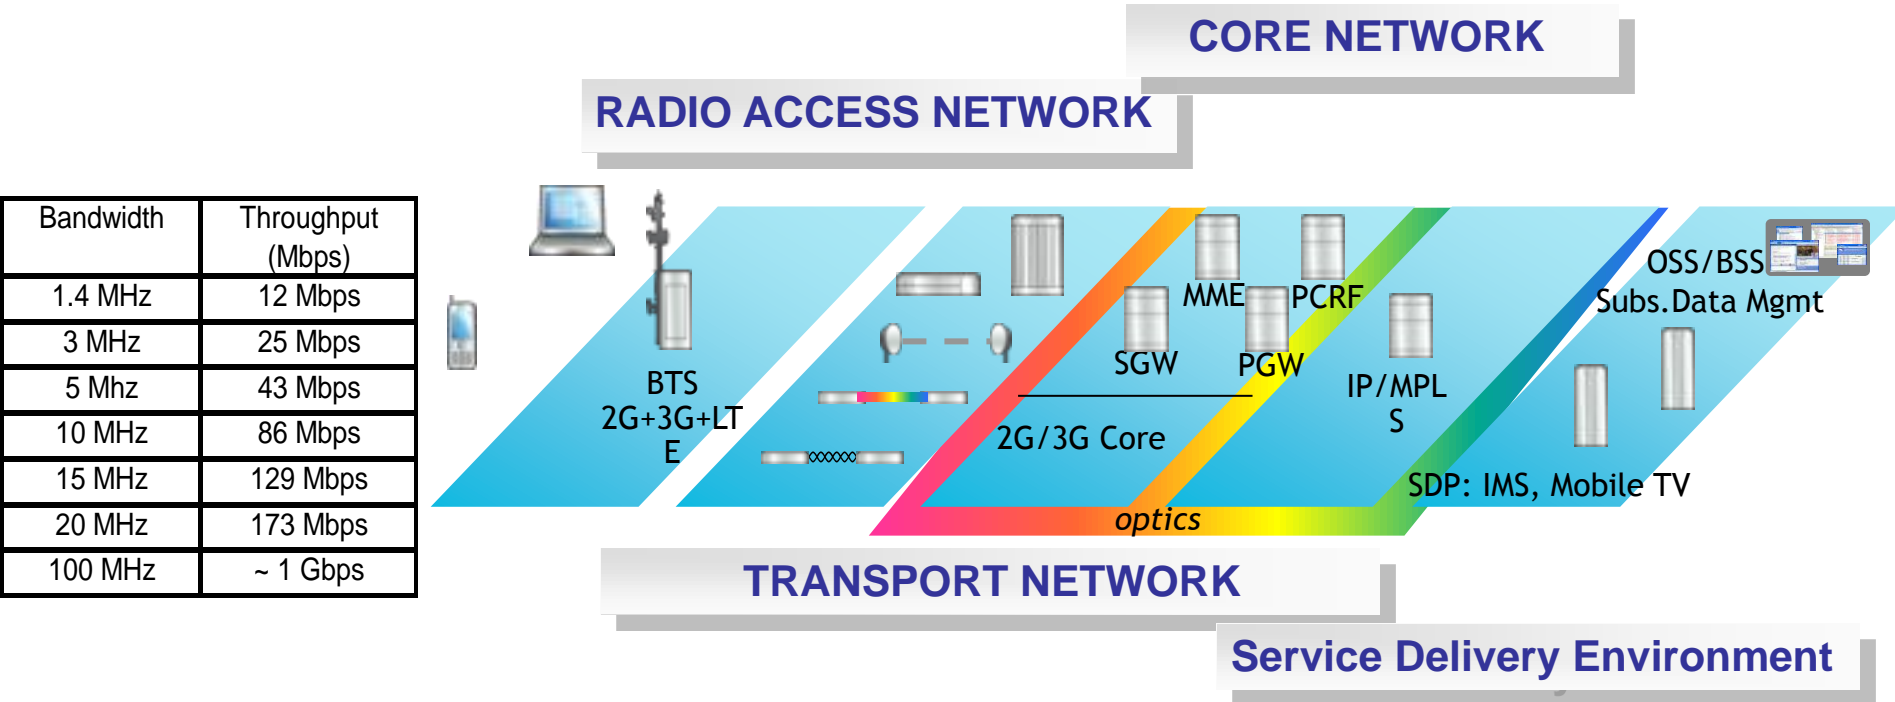 CORE NETWORK
RADIO ACCESS NETWORK
Bandwidth Throughput
(Mbps)
1.4 MHz 12 Mbps
3 MHz 25 Mbps
5 Mhz 43 Mbps
10 MHz 86 Mbps
15 MHz 129 Mbps
20 MHz 173 Mbps
100 MHz ~ 1 Gbps
BTS
2G+3G+LT
E
MME
PCRF
SGW
PGW
2G/3G Core
IP/MPL
S
OSS/BSS
Subs.Data Mgmt
SDP: IMS, Mobile TV
optics
TRANSPORT NETWORK
Service Delivery Environment